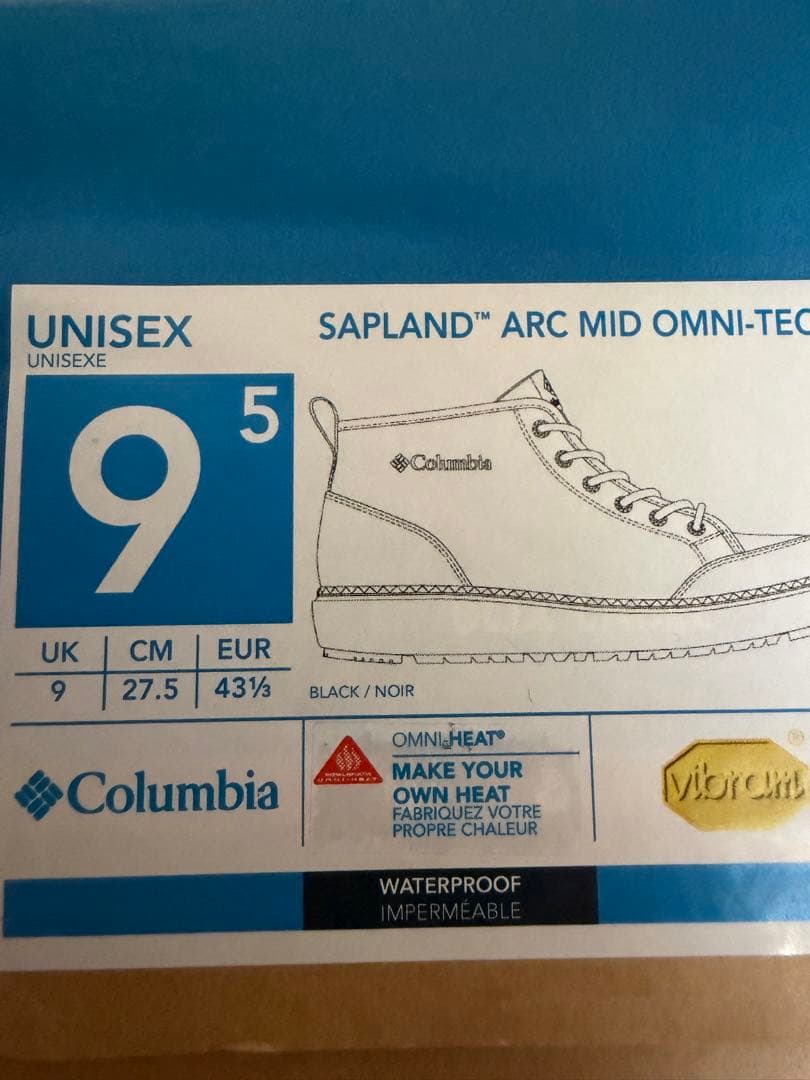 UNISEX
UNISEXE
9 5
UK CM EUR
9 27.5 43⅓
SAPLAND™ ARC MID OMNI-TEC
Columbia
BLACK / NOIR
Columbia
OMNI-HEAT®
MAKE YOUR
OWN HEAT
FABRIQUEZ VOTRE
PROPRE CHALEUR
vibram®
WATERPROOF
IMPERMÉABLE